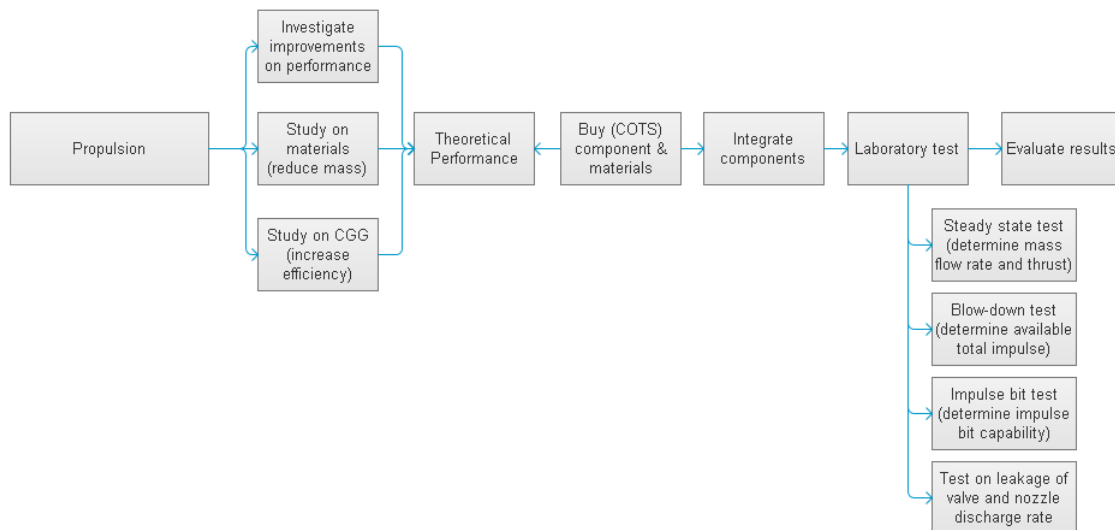 Propulsion
Investigate
improvements
on performance
Study on
materials
(reduce mass)
Study on CGG
(increase
efficiency)
Theoretical
Performance
Buy (COTS)
component &
materials
Integrate
components
Laboratory test
Evaluate results
Steady state test
(determine mass
flow rate and thrust)
Blow-down test
(determine available
total impulse)
Impulse bit test
(determine impulse
bit capability)
Test on leakage of
valve and nozzle
discharge rate